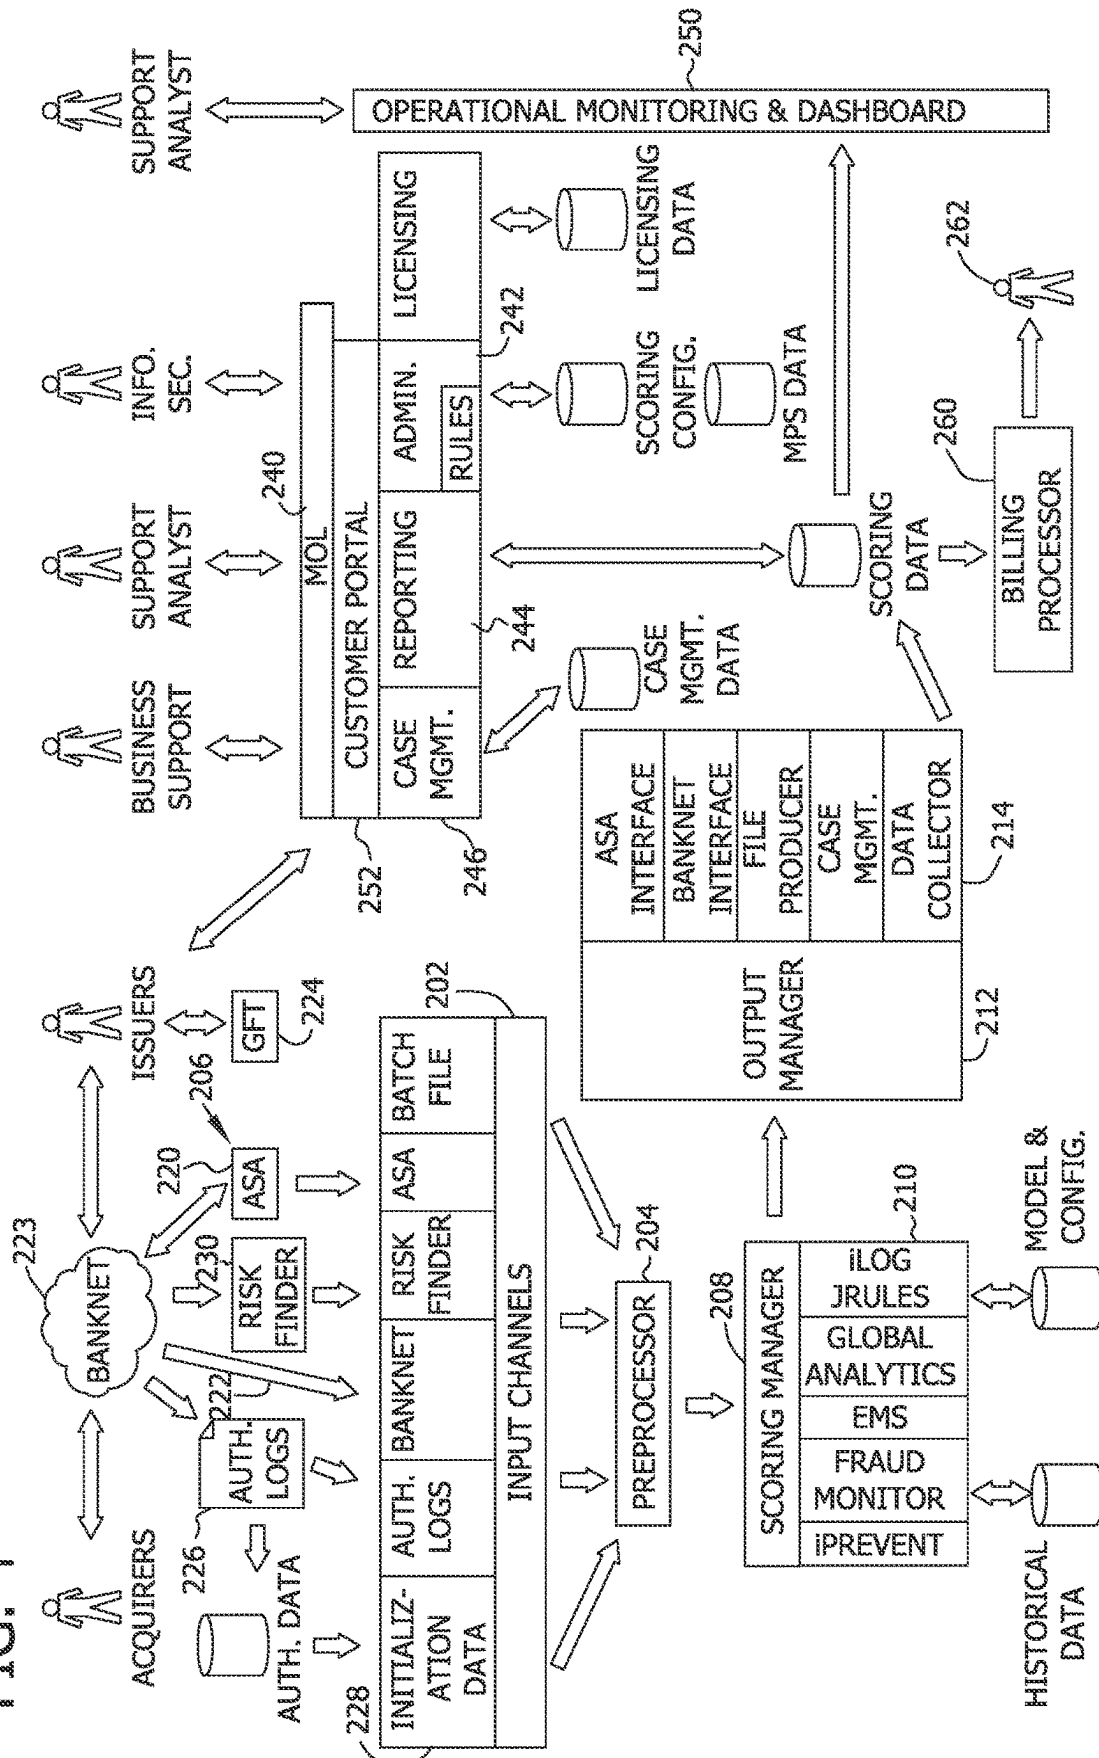 FIG. 1
ACQUIRERS
BANKNET
223
ISSUERS
BUSINESS
SUPPORT
SUPPORT
ANALYST
INFO.
SEC.
SUPPORT
ANALYST
226
AUTH.
LOGS
222
230
RISK
FINDER
220
ASA
206
GFT
224
AUTH. DATA
228
INITIALIZ-
ATION
DATA
AUTH.
LOGS
BANKNET
RISK
FINDER
ASA
BATCH
FILE
202
INPUT CHANNELS
240
MOL
252
CUSTOMER PORTAL
246
CASE
MGMT.
REPORTING
244
ADMIN.
RULES
242
LICENSING
250
OPERATIONAL MONITORING & DASHBOARD
CASE
MGMT.
DATA
SCORING
CONFIG.
MPS DATA
LICENSING
DATA
PREPROCESSOR
204
208
SCORING MANAGER
iPREVENT
FRAUD
MONITOR
EMS
GLOBAL
ANALYTICS
iLOG
JRULES
210
HISTORICAL
DATA
MODEL &
CONFIG.
OUTPUT
MANAGER
212
ASA
INTERFACE
BANKNET
INTERFACE
FILE
PRODUCER
CASE
MGMT.
DATA
COLLECTOR
214
SCORING
DATA
BILLING
PROCESSOR
260
262